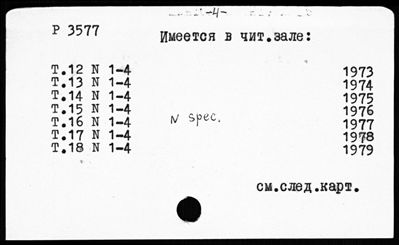 -4-
P 3577
Имеется в чит.зале:
Т.12 N 1-4 1973
Т.13 N 1-4 1974
Т.14 N 1-4 1975
Т.15 N 1-4 1976
Т.16 N 1-4 N spec. 1977
Т.17 N 1-4 1978
Т.18 N 1-4 1979
см.след.карт.